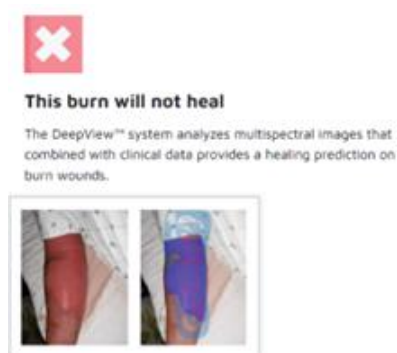 This burn will not heal
The DeepView™ system analyzes multispectral images that
combined with clinical data provides a healing prediction on
burn wounds.